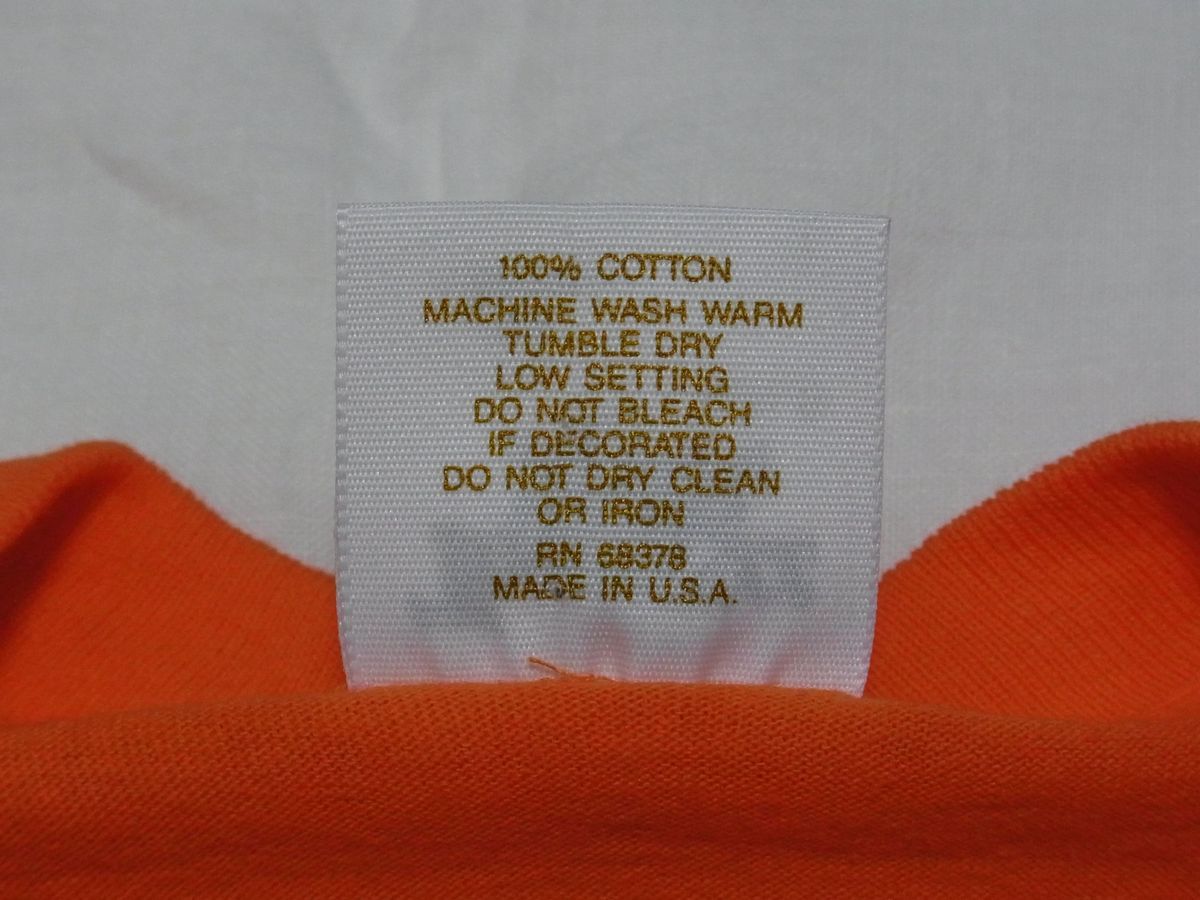 100% COTTON
MACHINE WASH WARM
TUMBLE DRY
LOW SETTING
DO NOT BLEACH
IF DECORATED
DO NOT DRY CLEAN
OR IRON
RN 68378
MADE IN U.S.A.